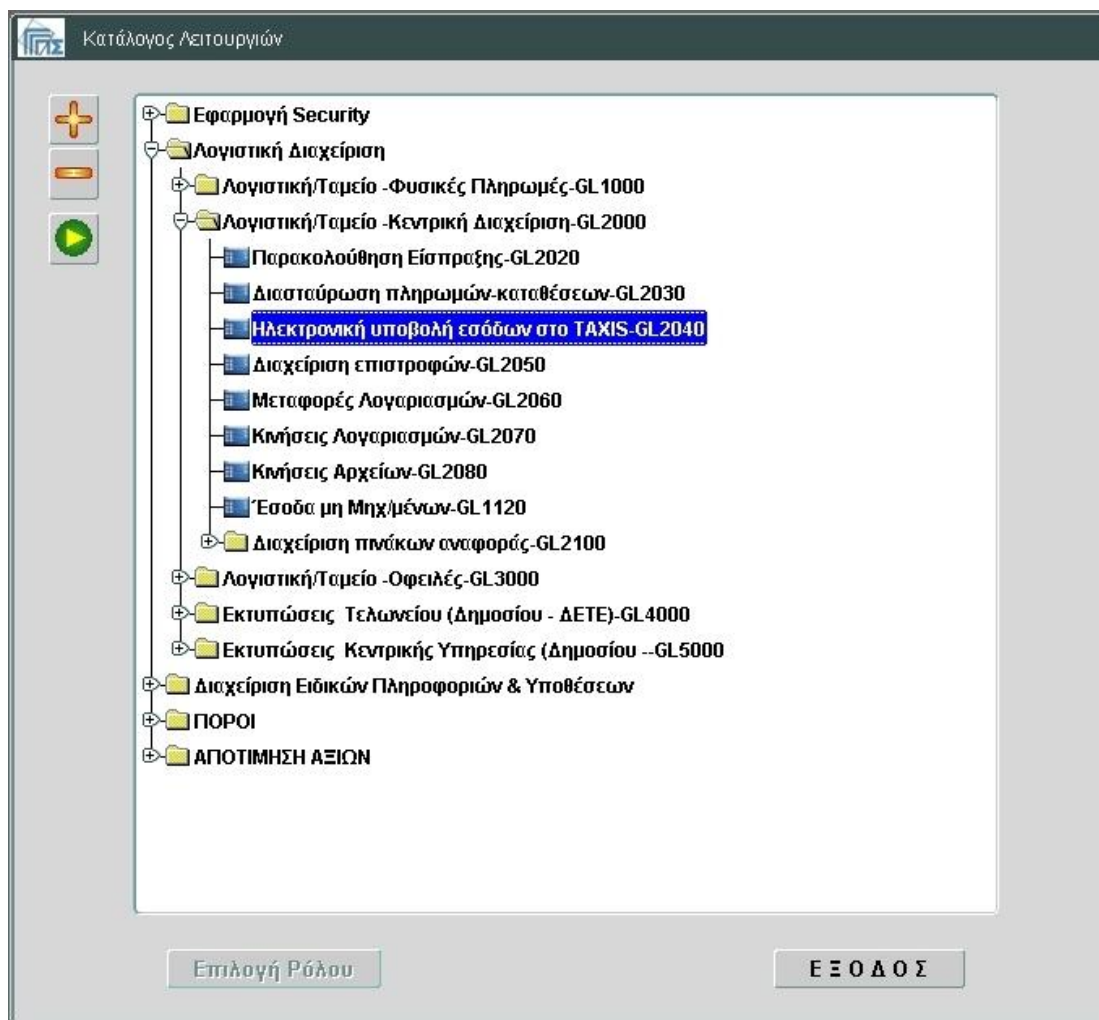 ΓΓΠΣ
Κατάλογος Λειτουργιών
Εφαρμογή Security
Λογιστική Διαχείριση
Λογιστική/Ταμείο -Φυσικές Πληρωμές-GL1000
Λογιστική/Ταμείο -Κεντρική Διαχείριση-GL2000
Παρακολούθηση Είσπραξης-GL2020
Διασταύρωση πληρωμών-καταθέσεων-GL2030
Ηλεκτρονική υποβολή εσόδων στο TAXIS-GL2040
Διαχείριση επιστροφών-GL2050
Μεταφορές Λογαριασμών-GL2060
Κινήσεις Λογαριασμών-GL2070
Κινήσεις Αρχείων-GL2080
Έσοδα μη Μηχ/μένων-GL1120
Διαχείριση πινάκων αναφοράς-GL2100
Λογιστική/Ταμείο -Οφειλές-GL3000
Εκτυπώσεις Τελωνείου (Δημοσίου - ΔΕΤΕ)-GL4000
Εκτυπώσεις Κεντρικής Υπηρεσίας (Δημοσίου --GL5000
Διαχείριση Ειδικών Πληροφοριών & Υποθέσεων
ΠΟΡΟΙ
ΑΠΟΤΙΜΗΣΗ ΑΞΙΩΝ
Επιλογή Ρόλου
Ε Ξ Ο Δ Ο Σ